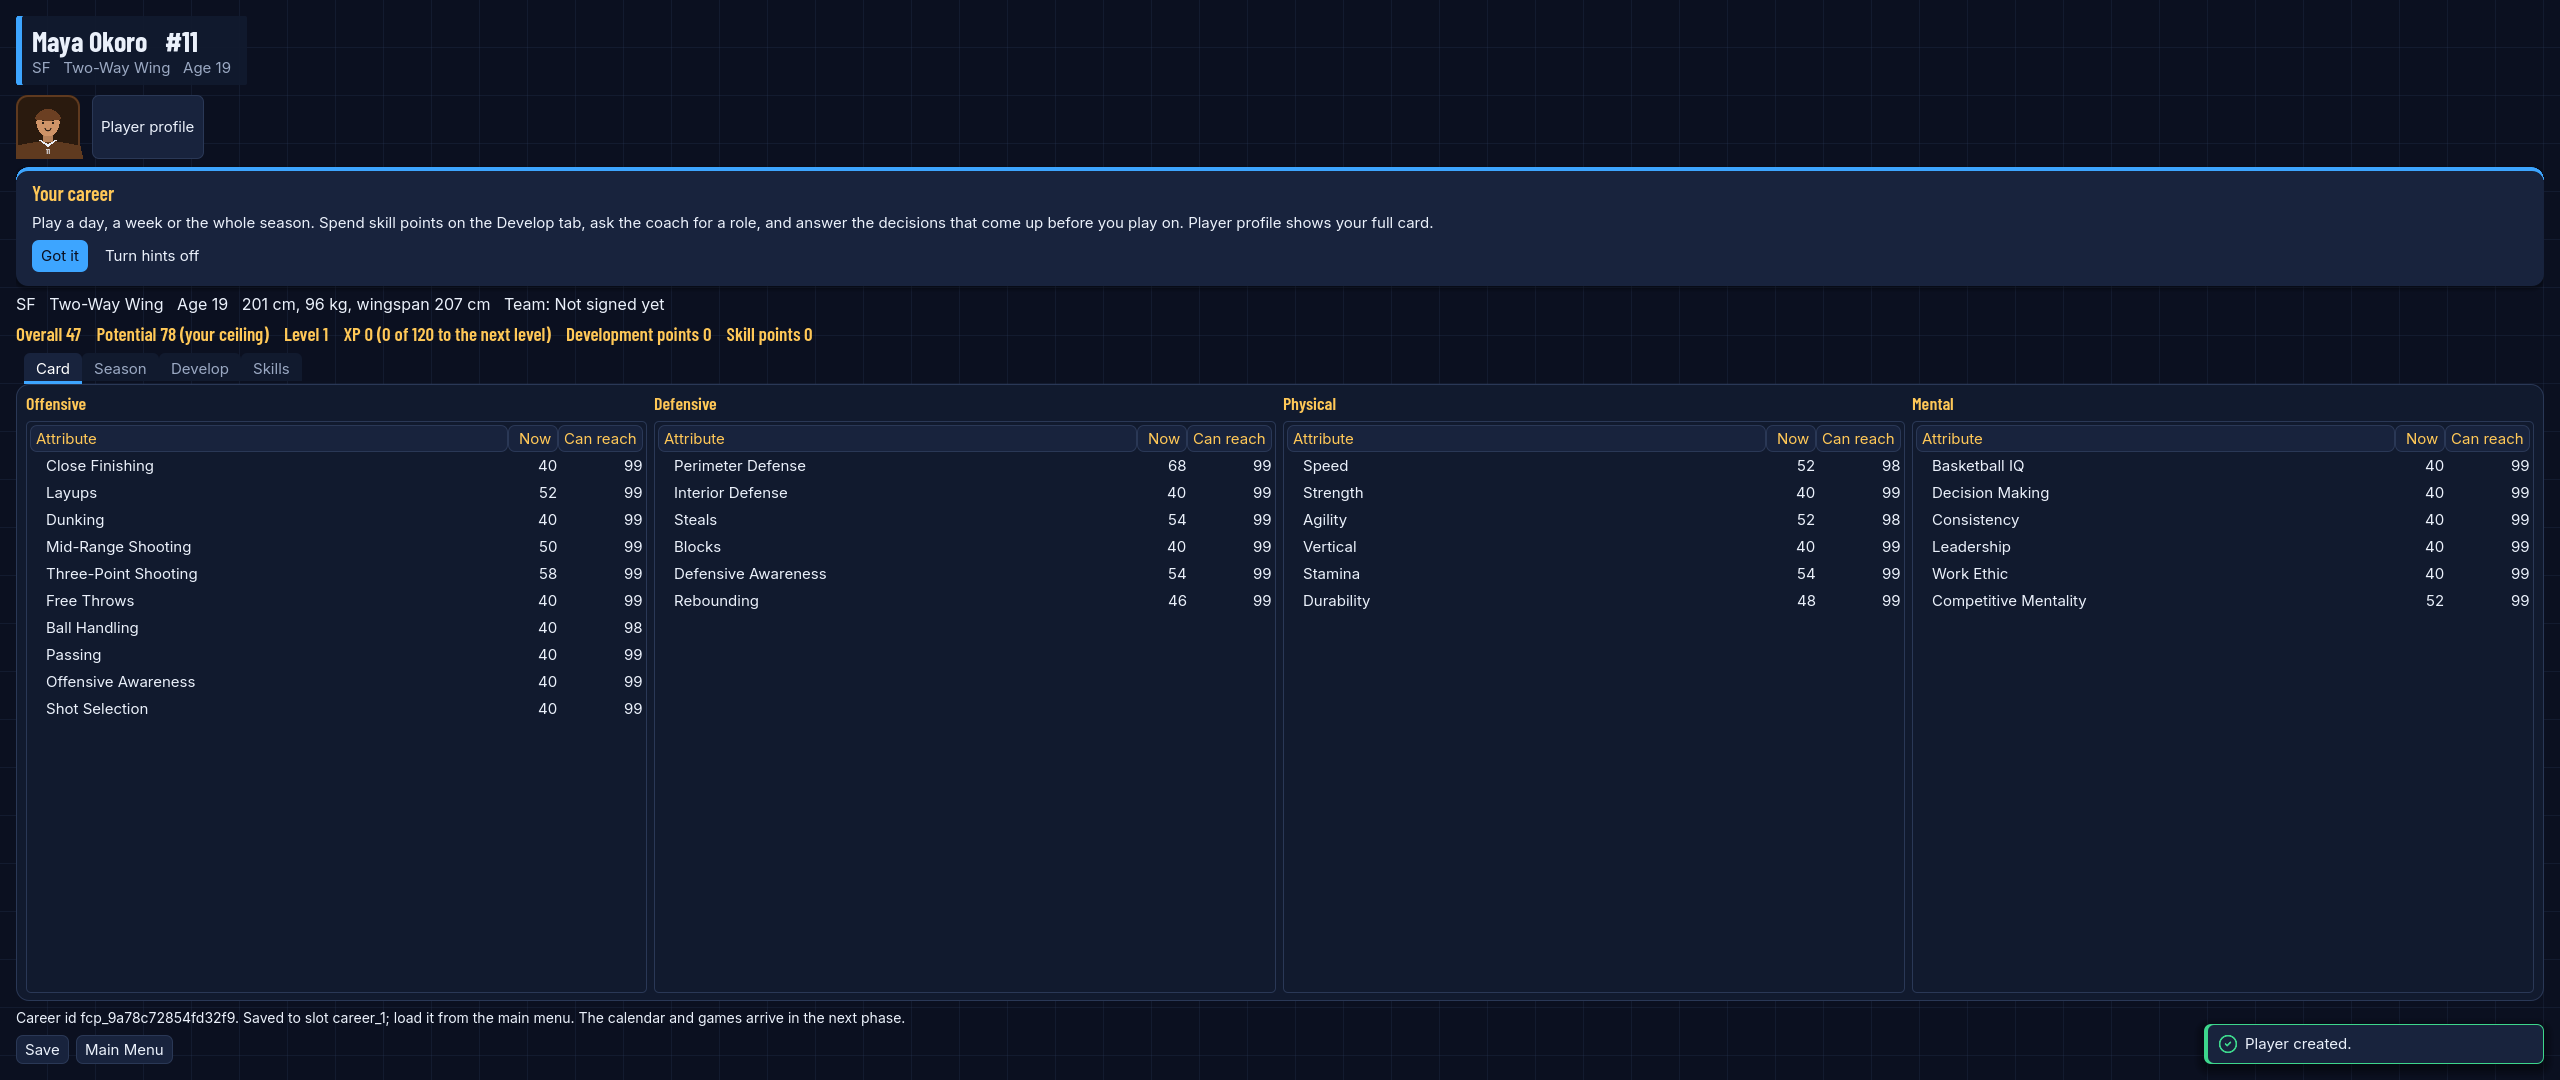 Maya Okoro #11
SF Two-Way Wing Age 19
11
Player profile
Your career
Play a day, a week or the whole season. Spend skill points on the Develop tab, ask the coach for a role, and answer the decisions that come up before you play on. Player profile shows your full card.
Got it Turn hints off
SF Two-Way Wing Age 19 201 cm, 96 kg, wingspan 207 cm Team: Not signed yet
Overall 47 Potential 78 (your ceiling) Level 1 XP 0 (0 of 120 to the next level) Development points 0 Skill points 0
Card Season Develop Skills
Offensive
Attribute Now Can reach
Close Finishing 40 99
Layups 52 99
Dunking 40 99
Mid-Range Shooting 50 99
Three-Point Shooting 58 99
Free Throws 40 99
Ball Handling 40 98
Passing 40 99
Offensive Awareness 40 99
Shot Selection 40 99
Defensive
Attribute Now Can reach
Perimeter Defense 68 99
Interior Defense 40 99
Steals 54 99
Blocks 40 99
Defensive Awareness 54 99
Rebounding 46 99
Physical
Attribute Now Can reach
Speed 52 98
Strength 40 99
Agility 52 98
Vertical 40 99
Stamina 54 99
Durability 48 99
Mental
Attribute Now Can reach
Basketball IQ 40 99
Decision Making 40 99
Consistency 40 99
Leadership 40 99
Work Ethic 40 99
Competitive Mentality 52 99
Career id fcp_9a78c72854fd32f9. Saved to slot career_1; load it from the main menu. The calendar and games arrive in the next phase.
Save Main Menu
Player created.